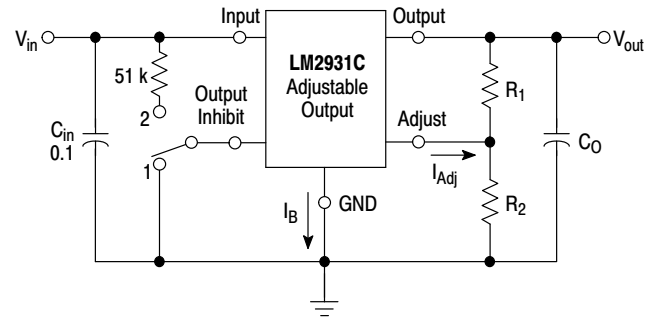 Input
Output
Vin
Vout
LM2931C
Adjustable
Output
51 k
R1
Output
Inhibit
2
Adjust
Cin
0.1
CO
1
IAdj
IB
GND
R2